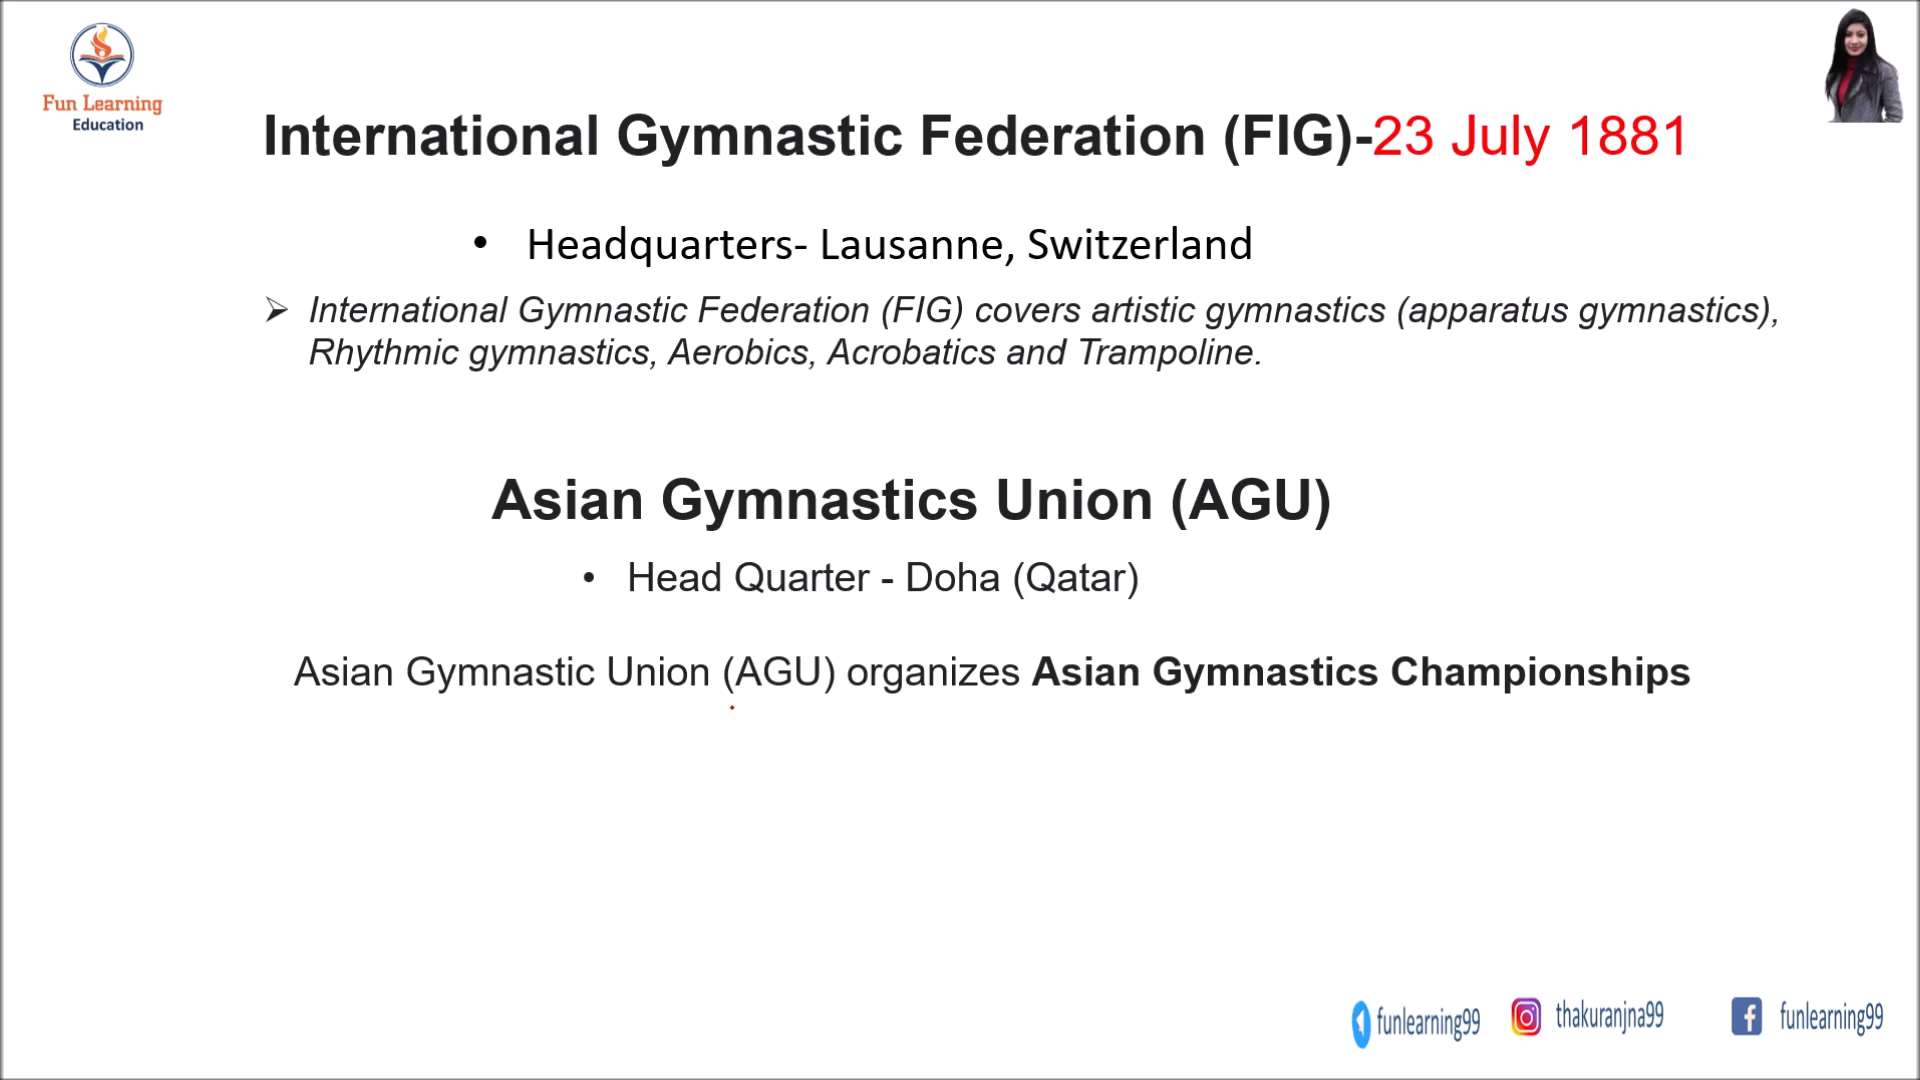 Fun Learning
Education
International Gymnastic Federation (FIG)-23 July 1881
• Headquarters- Lausanne, Switzerland
➢ International Gymnastic Federation (FIG) covers artistic gymnastics (apparatus gymnastics),
Rhythmic gymnastics, Aerobics, Acrobatics and Trampoline.
Asian Gymnastics Union (AGU)
• Head Quarter - Doha (Qatar)
Asian Gymnastic Union (AGU) organizes Asian Gymnastics Championships
funlearning99 thakuranjna99 funlearning99